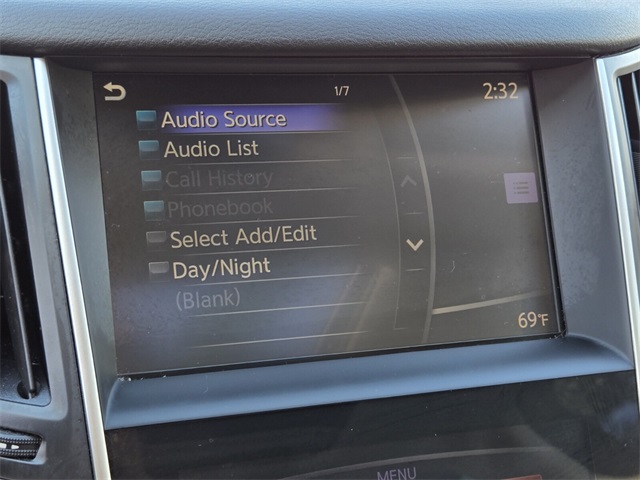 1/7
2:32
Audio Source
Audio List
Call History
Phonebook
Select Add/Edit
Day/Night
(Blank)
69°F
MENU